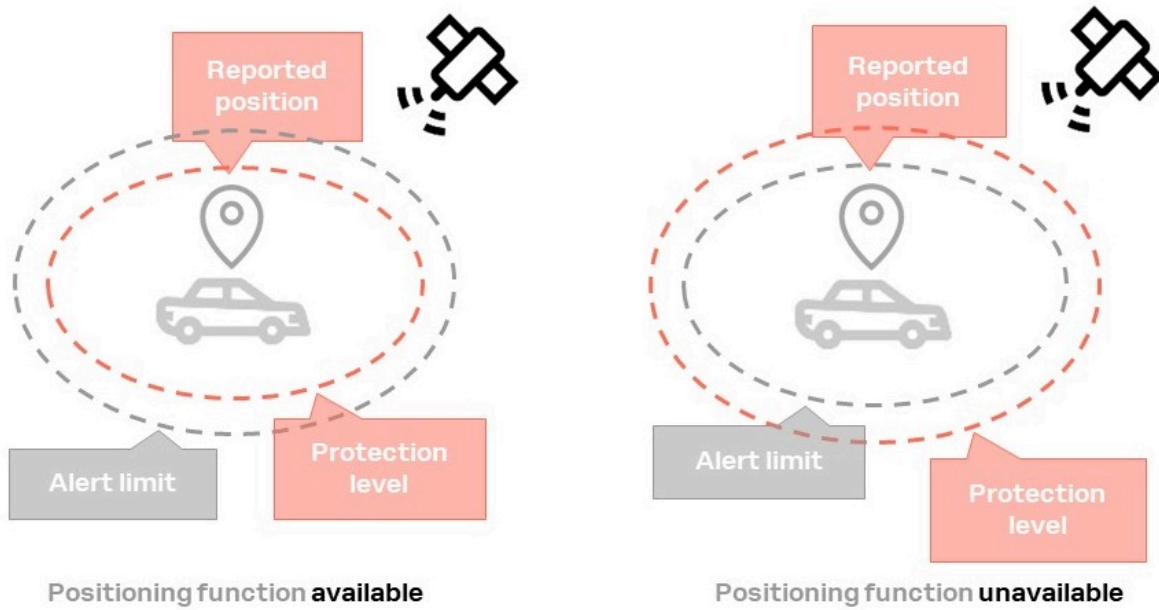 Reported
position
Alert limit
Protection
level
Positioning function available
Reported
position
Alert limit
Protection
level
Positioning function unavailable